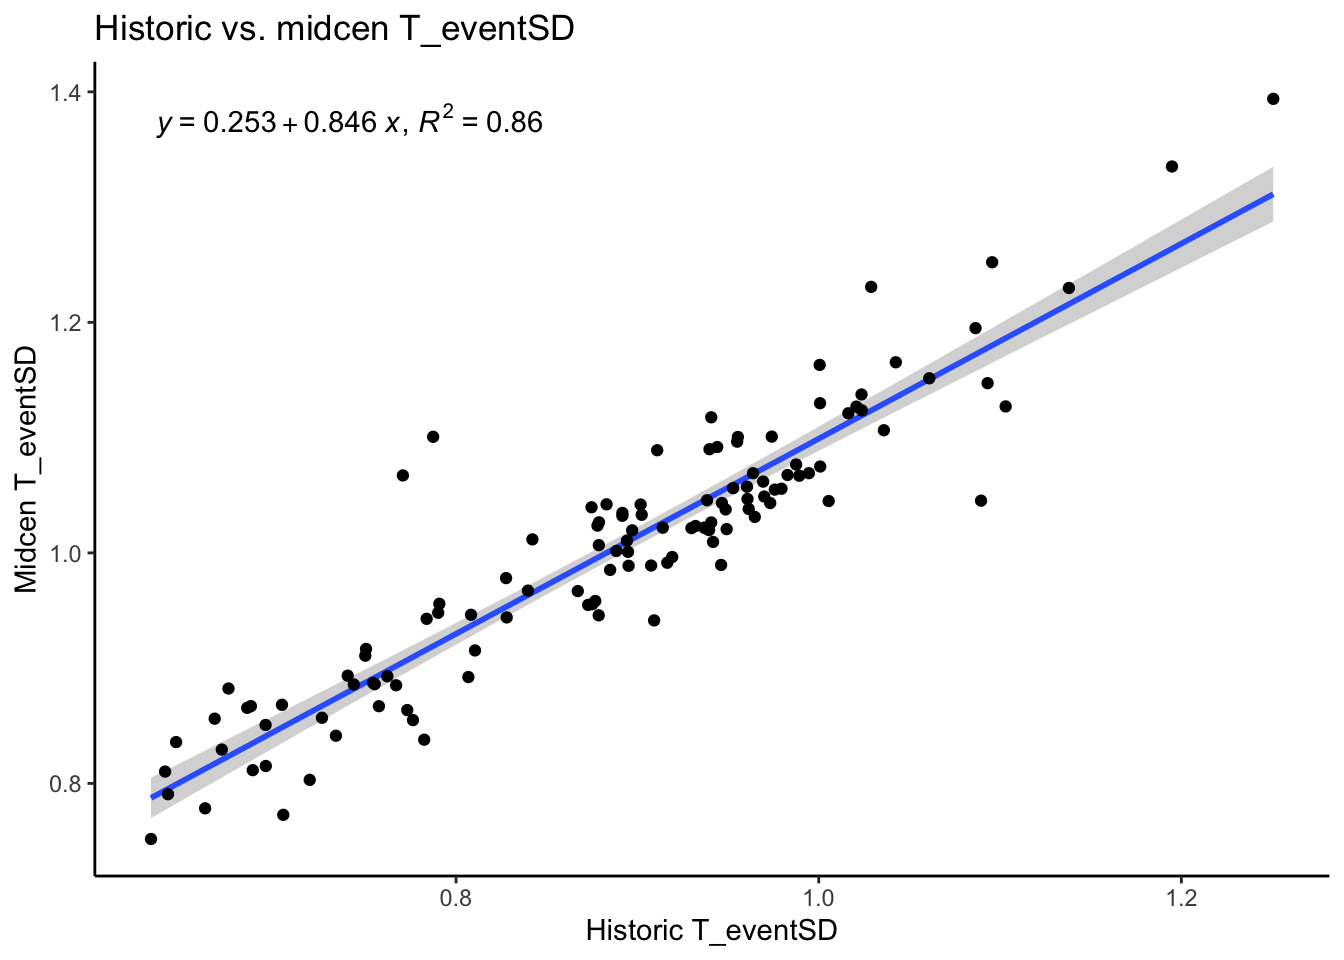 Historic vs. midcen T_eventSD
1.4
y = 0.253 + 0.846 x, R² = 0.86
1.2
Midcen T_eventSD
1.0
0.8
0.8 1.0 1.2
Historic T_eventSD